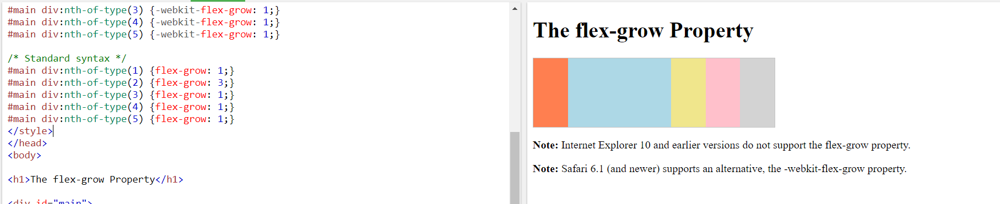 #main div:nth-of-type(3) {-webkit-flex-grow: 1;}
#main div:nth-of-type(4) {-webkit-flex-grow: 1;}
#main div:nth-of-type(5) {-webkit-flex-grow: 1;}
/* Standard syntax */
#main div:nth-of-type(1) {flex-grow: 1;}
#main div:nth-of-type(2) {flex-grow: 3;}
#main div:nth-of-type(3) {flex-grow: 1;}
#main div:nth-of-type(4) {flex-grow: 1;}
#main div:nth-of-type(5) {flex-grow: 1;}
</style>
</head>
<body>
<h1>The flex-grow Property</h1>
<div id="main">
The flex-grow Property
Note: Internet Explorer 10 and earlier versions do not support the flex-grow property.
Note: Safari 6.1 (and newer) supports an alternative, the -webkit-flex-grow property.